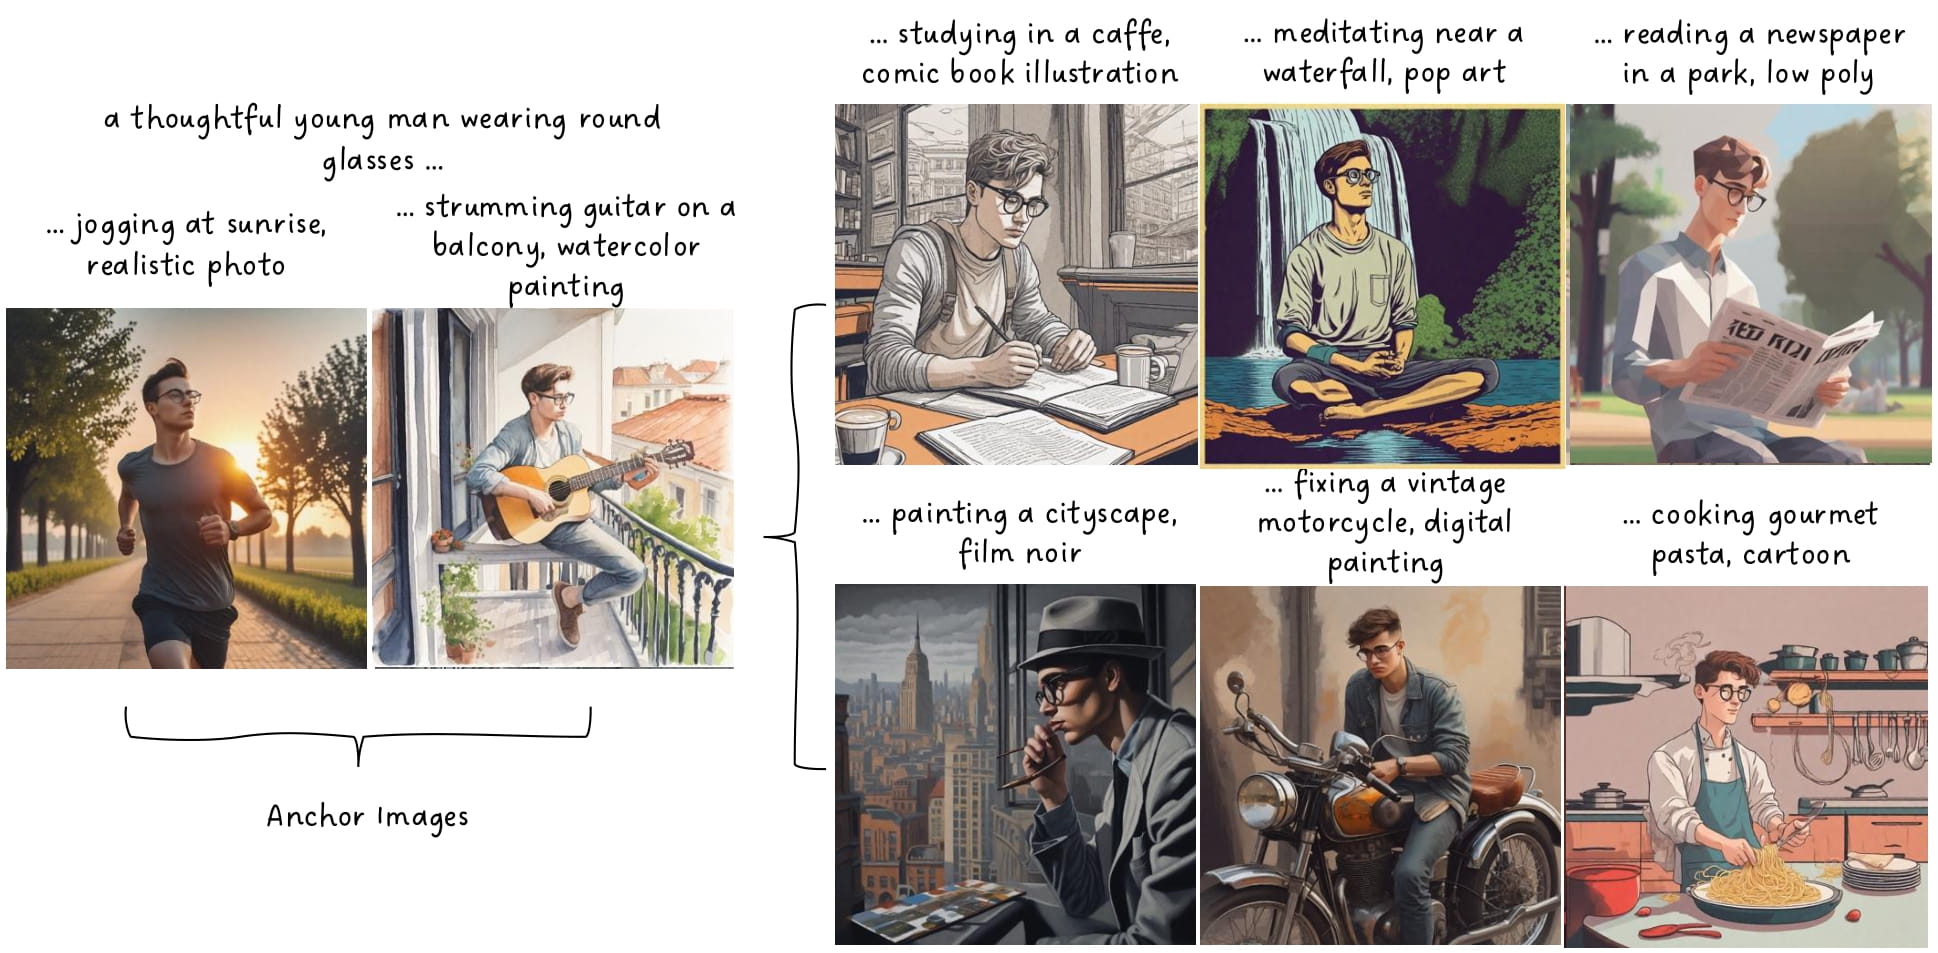 a thoughtful young man wearing round
glasses ...
... jogging at sunrise,
realistic photo
... strumming guitar on a
balcony, watercolor
painting
Anchor Images
... studying in a caffe,
comic book illustration
... meditating near a
waterfall, pop art
... reading a newspaper
in a park, low poly
... painting a cityscape,
film noir
... fixing a vintage
motorcycle, digital
painting
... cooking gourmet
pasta, cartoon